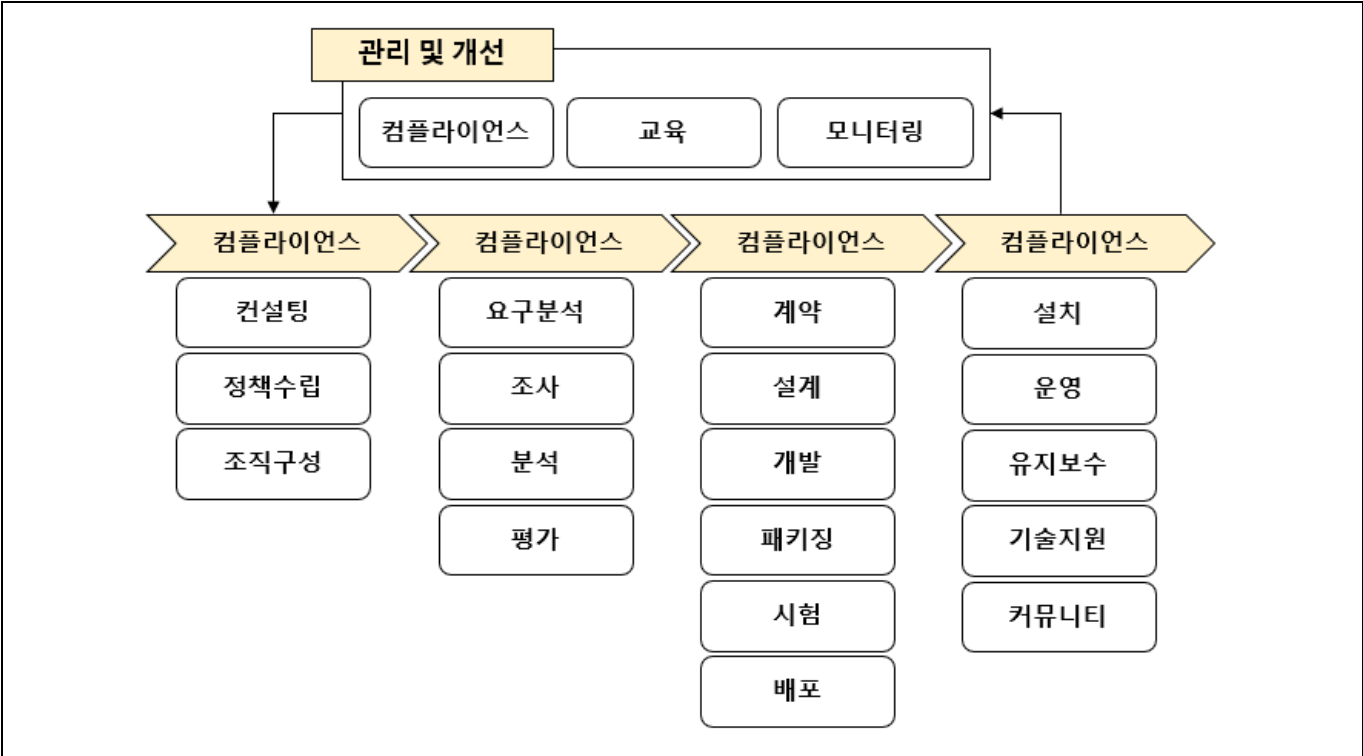 관리 및 개선
컴플라이언스
교육
모니터링
컴플라이언스
컴플라이언스
컴플라이언스
컴플라이언스
컨설팅
정책수립
조직구성
요구분석
조사
분석
평가
계약
설계
개발
패키징
시험
배포
설치
운영
유지보수
기술지원
커뮤니티